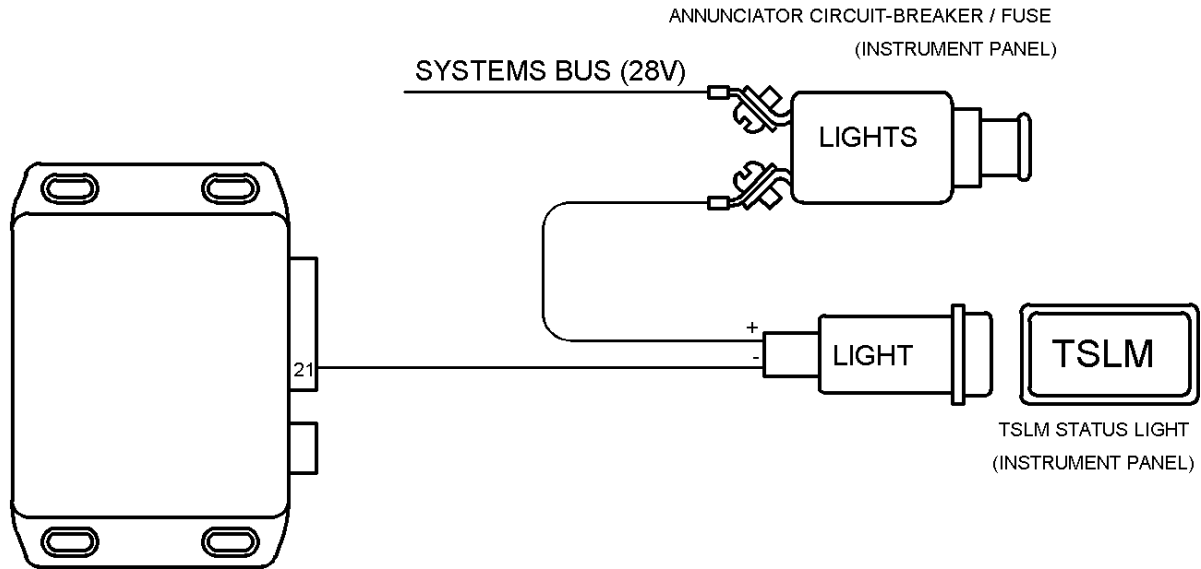 ANNUNCIATOR CIRCUIT-BREAKER / FUSE
(INSTRUMENT PANEL)
SYSTEMS BUS (28V)
LIGHTS
+
-
21
LIGHT
TSLM
TSLM STATUS LIGHT
(INSTRUMENT PANEL)